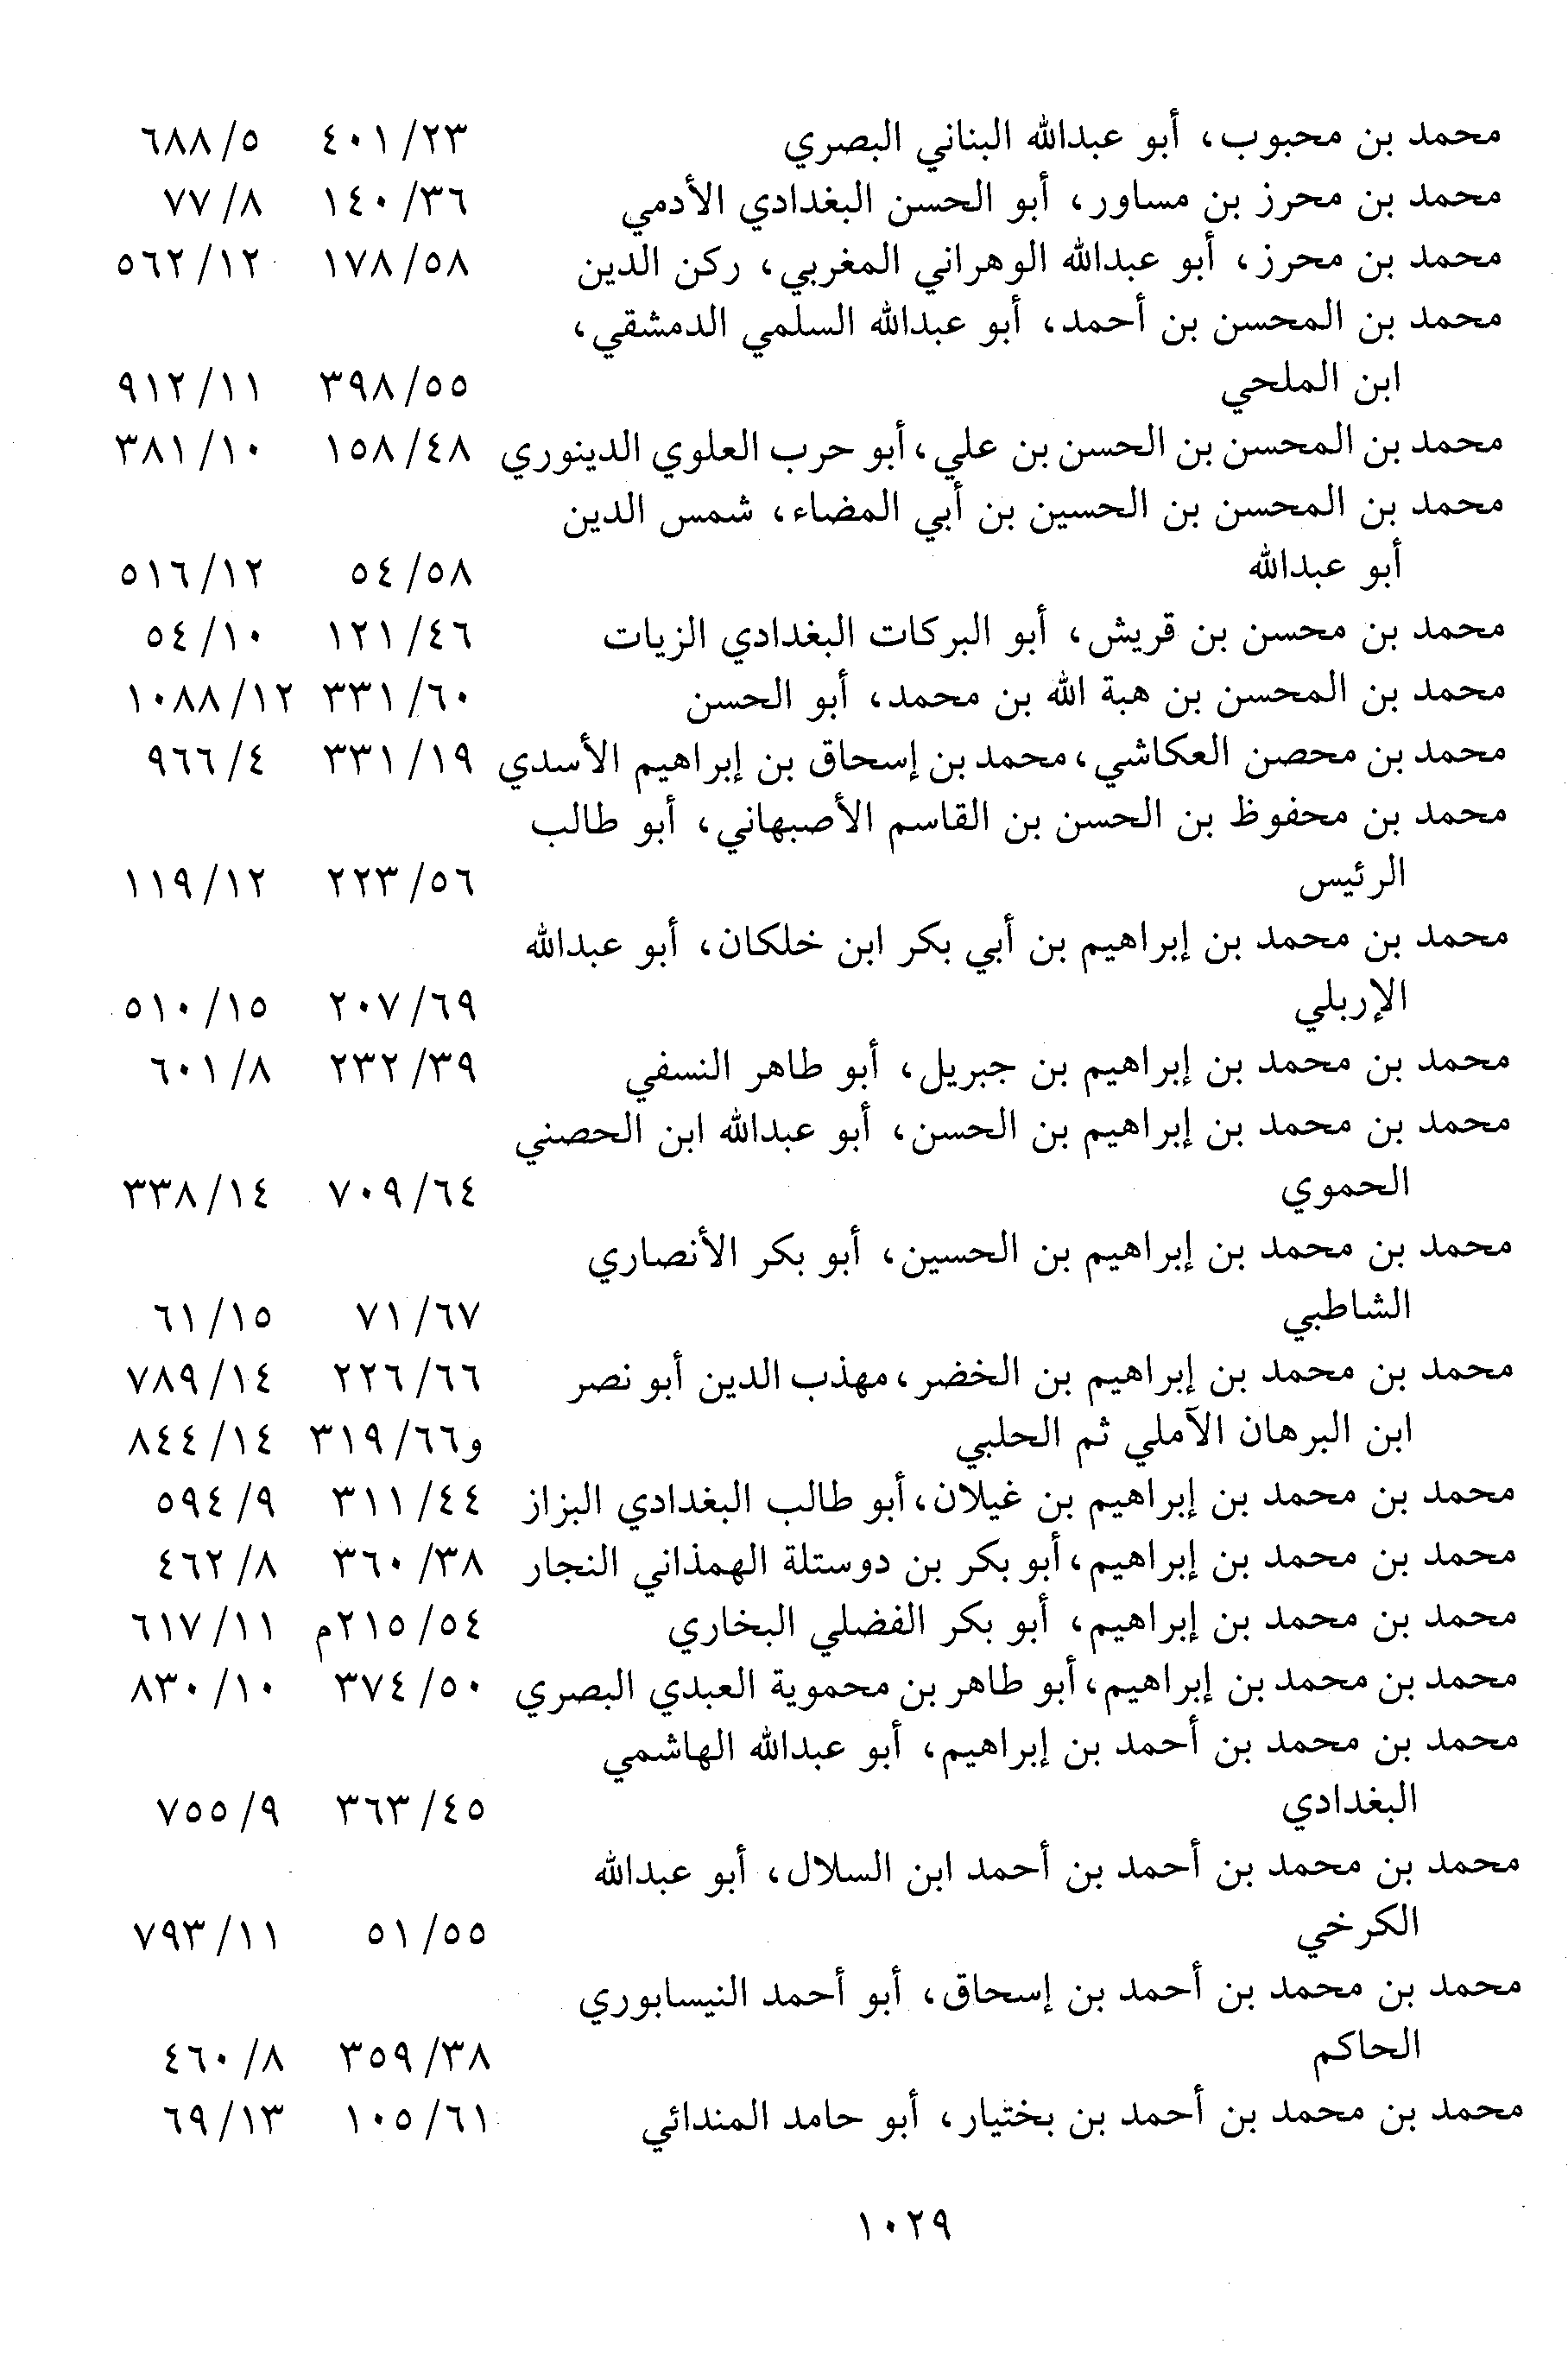 محمد بن محبوب، أبو عبدالله البناني البصري ٤٠١/٢٣ ٦٨٨/٥
محمد بن محرز بن مساور، أبو الحسن البغدادي الأدمي ١٤٠/٣٦ ٧٧/٨
محمد بن محرز، أبو عبدالله الوهراني المغربي، ركن الدين ١٧٨/٥٨ ٥٦٢/١٢
محمد بن المحسن بن أحمد، أبو عبدالله السلمي الدمشقي،
ابن الملحي ٣٩٨/٥٥ ٩١٢/١١
محمد بن المحسن بن الحسن بن علي، أبو حرب العلوي الدينوري ١٥٨/٤٨ ٣٨١/١٠
محمد بن المحسن بن الحسين بن أبي المضاء، شمس الدين
أبو عبدالله ٥٤/٥٨ ٥١٦/١٢
محمد بن محسن بن قريش، أبو البركات البغدادي الزيات ١٢١/٤٦ ٥٤/١٠
محمد بن المحسن بن هبة الله بن محمد، أبو الحسن ٣٣١/٦٠ ١٠٨٨/١٢
محمد بن محصن العكاشي، محمد بن إسحاق بن إبراهيم الأسدي ٣٣١/١٩ ٩٦٦/٤
محمد بن محفوظ بن الحسن بن القاسم الأصبهاني، أبو طالب
الرئيس ٢٢٣/٥٦ ١١٩/١٢
محمد بن محمد بن إبراهيم بن أبي بكر ابن خلكان، أبو عبدالله
الإربلي ٢٠٧/٦٩ ٥١٠/١٥
محمد بن محمد بن إبراهيم بن جبريل، أبو طاهر النسفي ٢٣٢/٣٩ ٦٠١/٨
محمد بن محمد بن إبراهيم بن الحسن، أبو عبدالله ابن الحصني
الحموي ٧٠٩/٦٤ ٣٣٨/١٤
محمد بن محمد بن إبراهيم بن الحسين، أبو بكر الأنصاري
الشاطبي ٧١/٦٧ ٦١/١٥
محمد بن محمد بن إبراهيم بن الخضر، مهذب الدين أبو نصر ٢٢٦/٦٦ ٧٨٩/١٤
ابن البرهان الآملي ثم الحلبي و٣١٩/٦٦ ٨٤٤/١٤
محمد بن محمد بن إبراهيم بن غيلان، أبو طالب البغدادي البزاز ٣١١/٤٤ ٥٩٤/٩
محمد بن محمد بن إبراهيم، أبو بكر بن دوستلة الهمذاني النجار ٣٦٠/٣٨ ٤٦٢/٨
محمد بن محمد بن إبراهيم، أبو بكر الفضلي البخاري ٢١٥/٥٤م ٦١٧/١١
محمد بن محمد بن إبراهيم، أبو طاهر بن محموية العبدي البصري ٣٧٤/٥٠ ٨٣٠/١٠
محمد بن محمد بن أحمد بن إبراهيم، أبو عبدالله الهاشمي
البغدادي ٣٦٣/٤٥ ٧٥٥/٩
محمد بن محمد بن أحمد بن أحمد ابن السلال، أبو عبدالله
الكرخي ٥١/٥٥ ٧٩٣/١١
محمد بن محمد بن أحمد بن إسحاق، أبو أحمد النيسابوري
الحاكم ٣٥٩/٣٨ ٤٦٠/٨
محمد بن محمد بن أحمد بن بختيار، أبو حامد المندائي ١٠٥/٦١ ٦٩/١٣
١٠٢٩